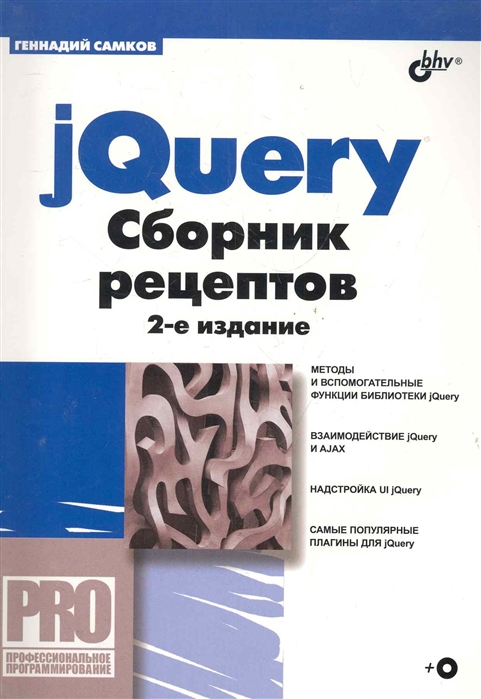 ГЕННАДИЙ САМКОВ
bhv®
jQuery
Сборник
рецептов
2-е издание
МЕТОДЫ
И ВСПОМОГАТЕЛЬНЫЕ
ФУНКЦИИ БИБЛИОТЕКИ jQuery
ВЗАИМОДЕЙСТВИЕ jQuery
И AJAX
НАДСТРОЙКА UI jQuery
САМЫЕ ПОПУЛЯРНЫЕ
ПЛАГИНЫ ДЛЯ jQuery
PRO
ПРОФЕССИОНАЛЬНОЕ
ПРОГРАММИРОВАНИЕ
+